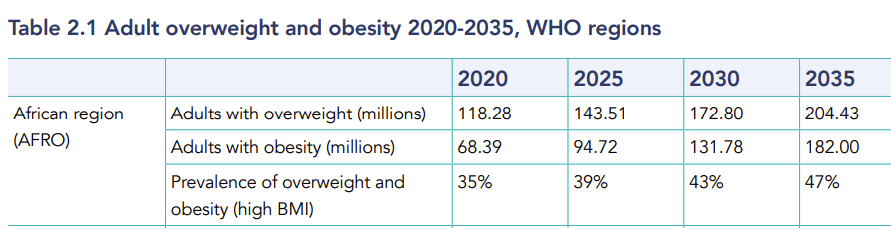 Table 2.1 Adult overweight and obesity 2020-2035, WHO regions
2020 2025 2030 2035
African region (AFRO)
Adults with overweight (millions) 118.28 143.51 172.80 204.43
Adults with obesity (millions) 68.39 94.72 131.78 182.00
Prevalence of overweight and obesity (high BMI) 35% 39% 43% 47%